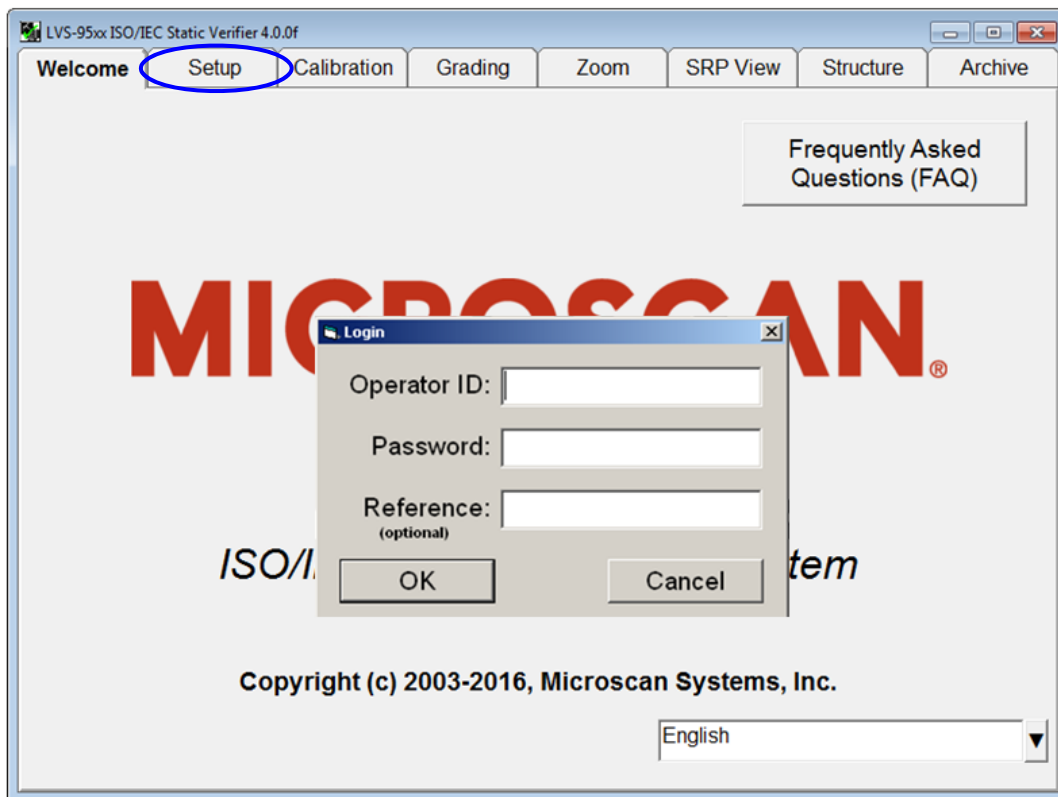 LVS-95xx ISO/IEC Static Verifier 4.0.0f
Welcome Setup Calibration Grading Zoom SRP View Structure Archive
Frequently Asked
Questions (FAQ)
MICROSCAN®
Login
Operator ID:
Password:
Reference:
(optional)
OK Cancel
ISO/I tem
Copyright (c) 2003-2016, Microscan Systems, Inc.
English